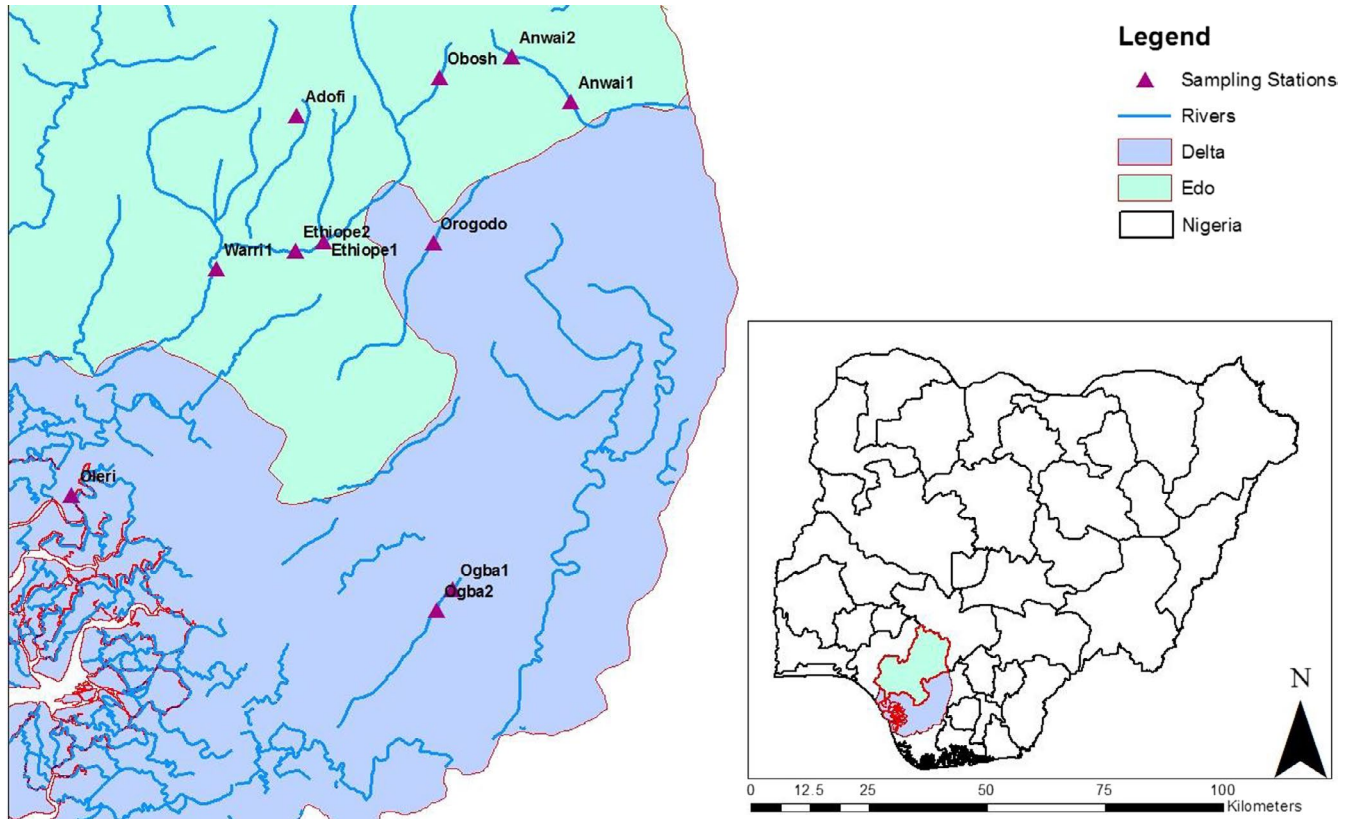 Anwai2
Obosh
Anwai1
Adofi
Orogodo
Ethiope2
Warri1
Ethiope1
Oleri
Ogba1
Ogba2
Legend
Sampling Stations
Rivers
Delta
Edo
Nigeria
N
0 12.5 25 50 75 100
Kilometers